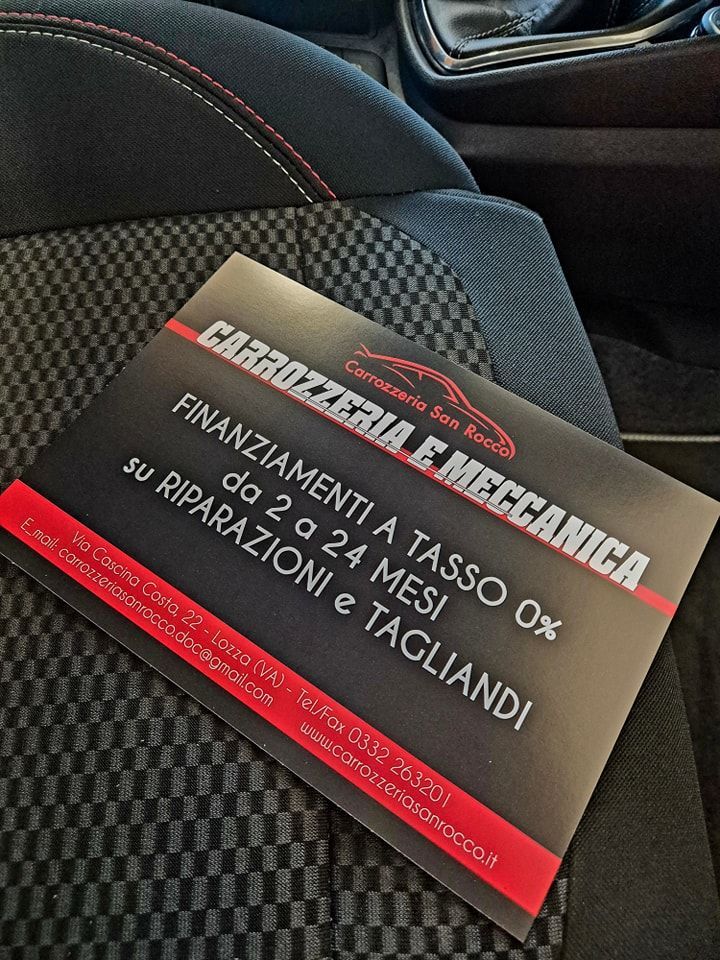 Carrozzeria San Rocco
CARROZZERIA E MECCANICA
FINANZIAMENTI A TASSO 0%
da 2 a 24 MESI
su RIPARAZIONI e TAGLIANDI
Via Cascina Costa, 22 - Lozza (VA) - Tel/Fax 0332 263201
E_mail: carrozzeriasanrocco.doc@gmail.com www.carrozzeriasanrocco.it